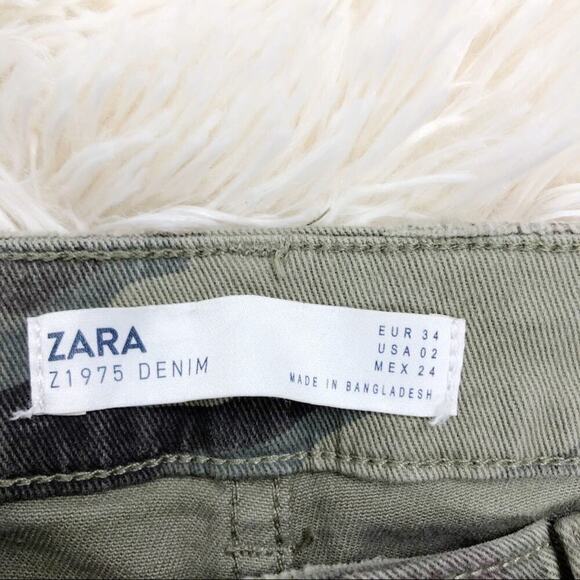 ZARA
Z1975 DENIM
EUR 34
USA 02
MEX 24
MADE IN BANGLADESH